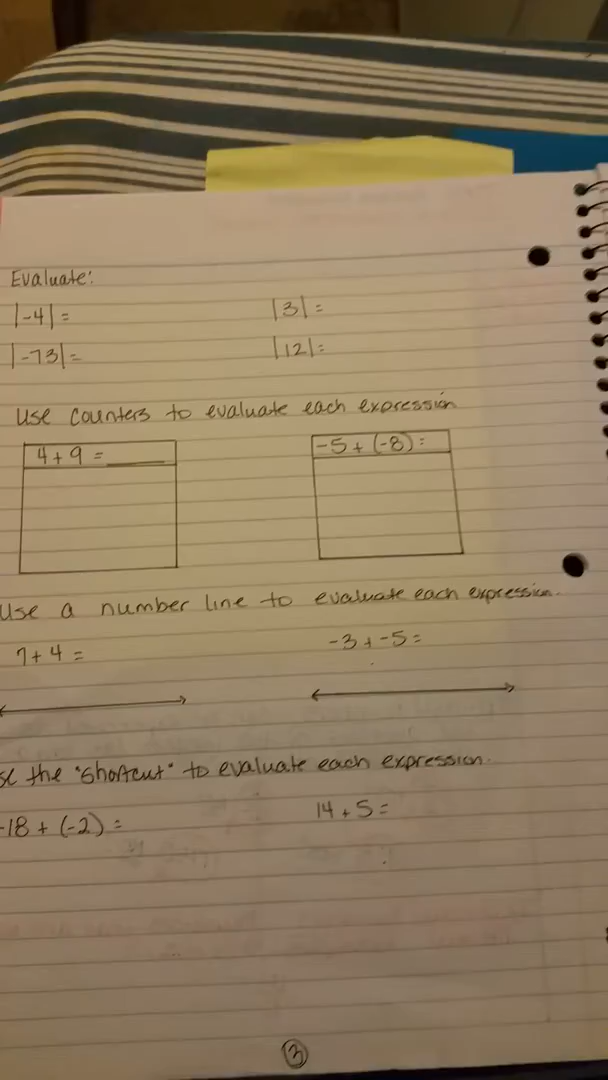 Evaluate:
|-4| =
|3| =
|-73| =
|12| =
Use counters to evaluate each expression
4 + 9 = ______
-5 + (-8) =
Use a number line to evaluate each expression.
7 + 4 =
-3 + -5 =
the "shortcut" to evaluate each expression.
-18 + (-2) =
14 + 5 =
3